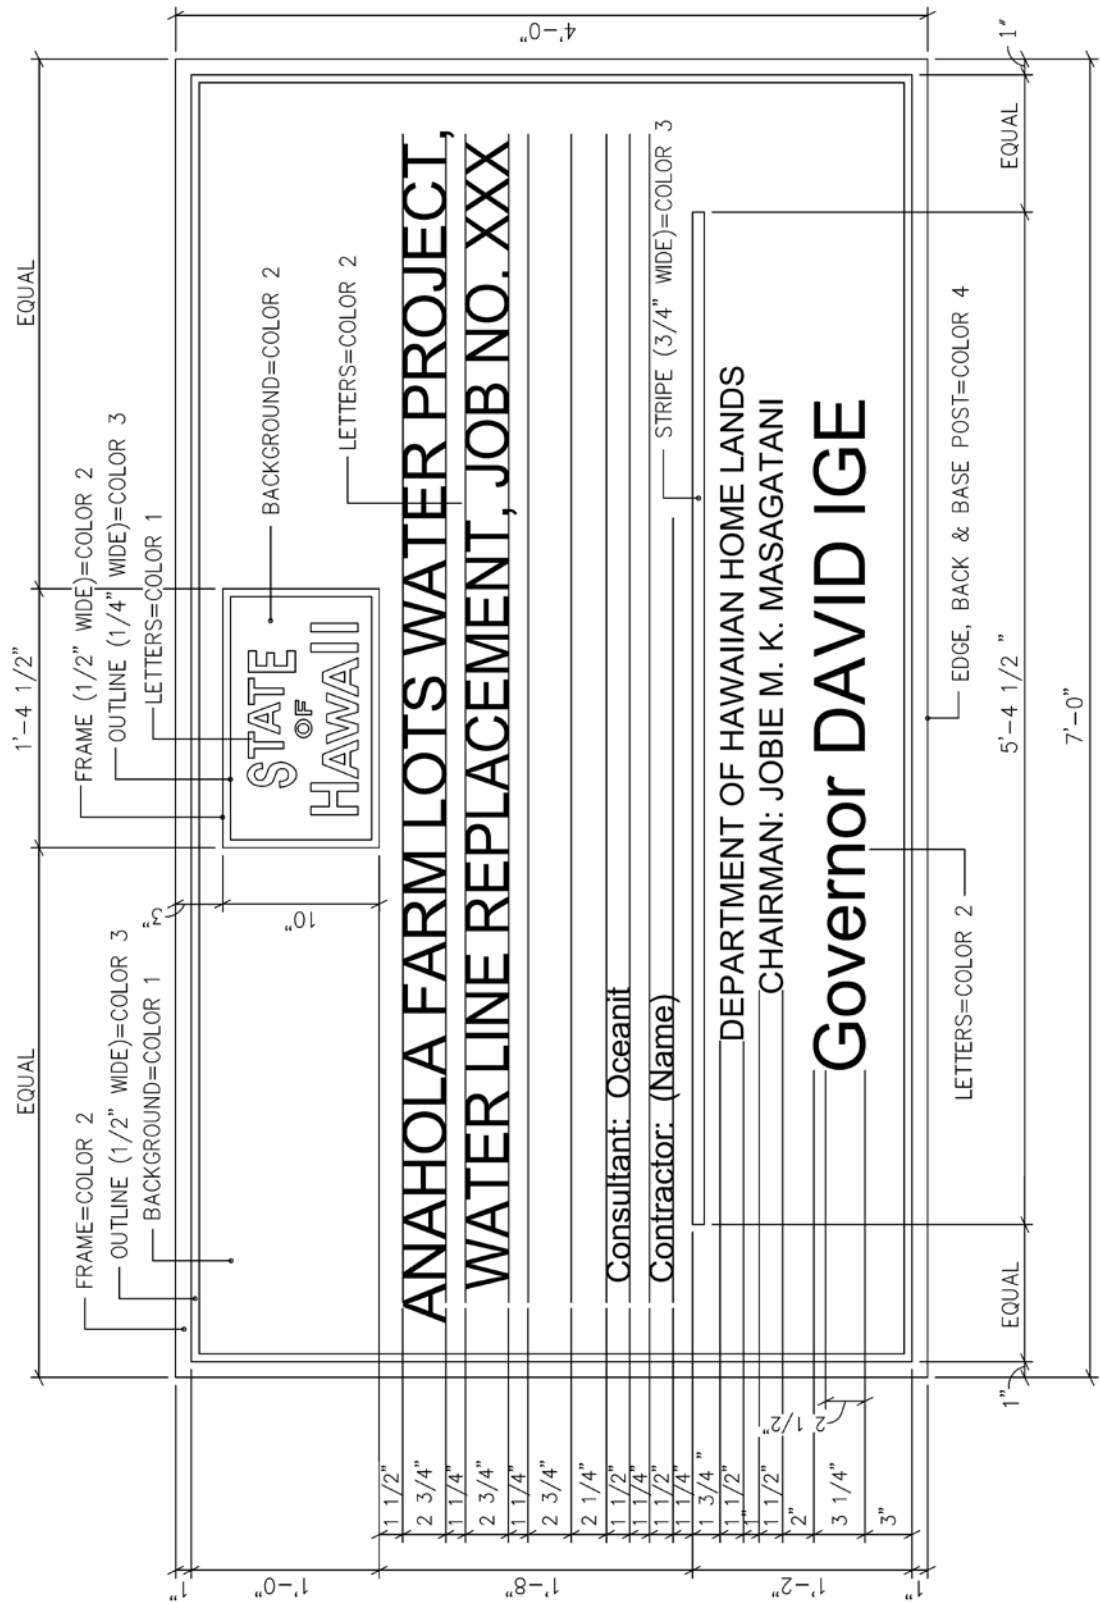 EQUAL
1'-4 1/2"
EQUAL
FRAME=COLOR 2
OUTLINE (1/2" WIDE)=COLOR 3
BACKGROUND=COLOR 1
FRAME (1/2" WIDE)=COLOR 2
OUTLINE (1/4" WIDE)=COLOR 3
LETTERS=COLOR 1
3"
10"
STATE
OF
HAWAII
BACKGROUND=COLOR 2
LETTERS=COLOR 2
4'-0"
1"
1'-0"
1'-8"
1'-2"
1"
1 1/2"
2 3/4"
1 1/4"
2 3/4"
1 1/4"
2 3/4"
2 1/4"
1 1/2"
1 1/4"
1 1/2"
1 1/4"
1 3/4"
1 1/2"
1"
1 1/2"
2"
3 1/4"
3"
2 1/2"
ANAHOLA FARM LOTS WATER PROJECT,
WATER LINE REPLACEMENT, JOB NO. XXX
Consultant: Oceanit
Contractor: (Name)
STRIPE (3/4" WIDE)=COLOR 3
DEPARTMENT OF HAWAIIAN HOME LANDS
CHAIRMAN: JOBIE M. K. MASAGATANI
Governor DAVID IGE
LETTERS=COLOR 2
EDGE, BACK & BASE POST=COLOR 4
1"
EQUAL
5'-4 1/2"
EQUAL
1"
7'-0"